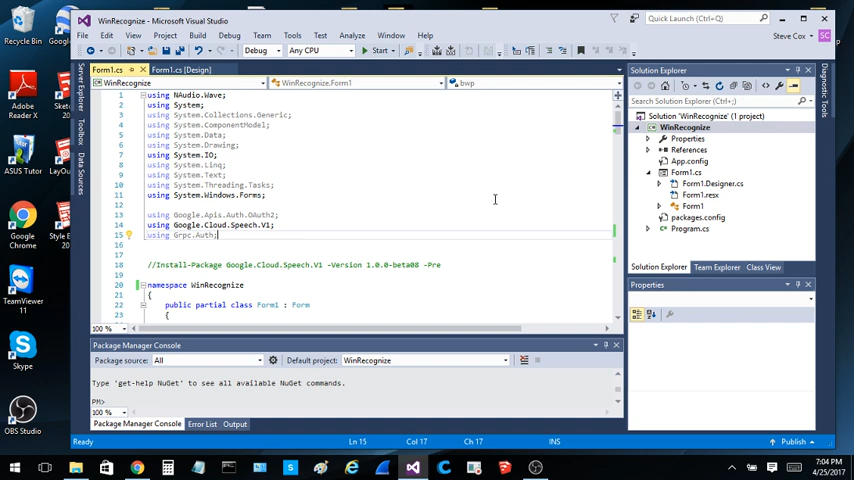 Recycle Bin
Adobe
Reader X
ASUS Tutor
TeamViewer
11
Skype
OBS Studio
WinRecognize - Microsoft Visual Studio
Quick Launch (Ctrl+Q)
File Edit View Project Build Debug Team Tools Test Analyze Window Help
Steve Cox
SC
Debug Any CPU Start
Server Explorer
Toolbox
Data Sources
Form1.cs
Form1.cs [Design]
WinRecognize
WinRecognize.Form1
bwp
1 using NAudio.Wave;
2 using System;
3 using System.Collections.Generic;
4 using System.ComponentModel;
5 using System.Data;
6 using System.Drawing;
7 using System.IO;
8 using System.Linq;
9 using System.Text;
10 using System.Threading.Tasks;
11 using System.Windows.Forms;
12
13 using Google.Apis.Auth.OAuth2;
14 using Google.Cloud.Speech.V1;
15 using Grpc.Auth;
16
17
18 //Install-Package Google.Cloud.Speech.V1 -Version 1.0.0-beta08 -Pre
19
20 namespace WinRecognize
21 {
22 public partial class Form1 : Form
23 {
100 %
Package Manager Console
Package source: All
Default project: WinRecognize
Type 'get-help NuGet' to see all available NuGet commands.
PM>
100 %
Package Manager Console Error List Output
Solution Explorer
Search Solution Explorer (Ctrl+;)
Solution 'WinRecognize' (1 project)
WinRecognize
Properties
References
App.config
Form1.cs
Form1.Designer.cs
Form1.resx
Form1
packages.config
Program.cs
Solution Explorer Team Explorer Class View
Properties
Diagnostic Tools
Ready
Ln 15 Col 17 Ch 17 INS
Publish
7:04 PM
4/25/2017